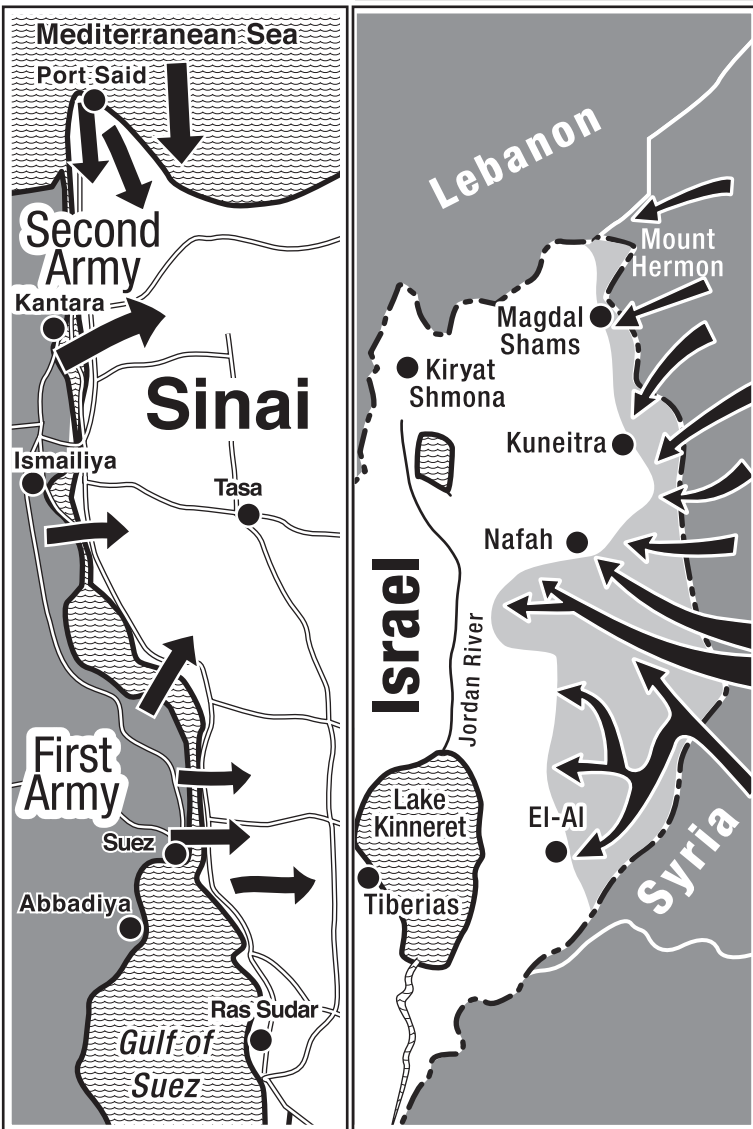 Mediterranean Sea
Port Said
Second
Army
Kantara
Sinai
Ismailiya
Tasa
First
Army
Suez
Abbadiya
Ras Sudar
Gulf of
Suez
Lebanon
Mount
Hermon
Magdal
Shams
Kiryat
Shmona
Kuneitra
Nafah
Israel
Jordan River
Lake
Kinneret
El-Al
Syria
Tiberias